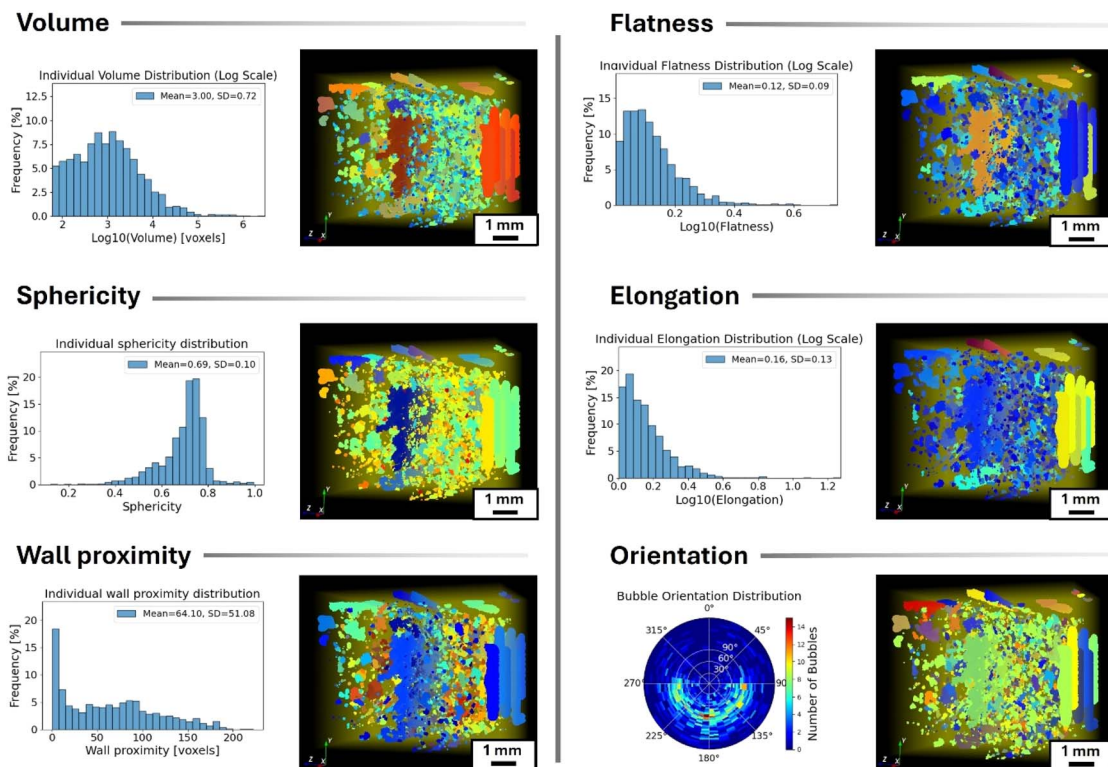 Volume
Individual Volume Distribution (Log Scale)
Mean=3.00, SD=0.72
Frequency [%]
12.5
10.0
7.5
5.0
2.5
0.0
2 3 4 5 6
Log10(Volume) [voxels]
Y
Z X
1 mm
Flatness
Individual Flatness Distribution (Log Scale)
Mean=0.12, SD=0.09
Frequency [%]
15
10
5
0
0.2 0.4 0.6
Log10(Flatness)
Y
Z X
1 mm
Sphericity
Individual sphericity distribution
Mean=0.69, SD=0.10
Frequency [%]
20
15
10
5
0
0.2 0.4 0.6 0.8 1.0
Sphericity
Y
Z X
1 mm
Elongation
Individual Elongation Distribution (Log Scale)
Mean=0.16, SD=0.13
Frequency [%]
20
15
10
5
0
0.0 0.2 0.4 0.6 0.8 1.0 1.2
Log10(Elongation)
Y
Z X
1 mm
Wall proximity
Individual wall proximity distribution
Mean=64.10, SD=51.08
Frequency [%]
20
15
10
5
0
0 50 100 150 200
Wall proximity [voxels]
Y
Z X
1 mm
Orientation
Bubble Orientation Distribution
0°
315° 45°
90°
60°
30°
270° 90
225° 135°
180°
14
12
10
8
6
4
2
0
Number of Bubbles
Y
Z X
1 mm